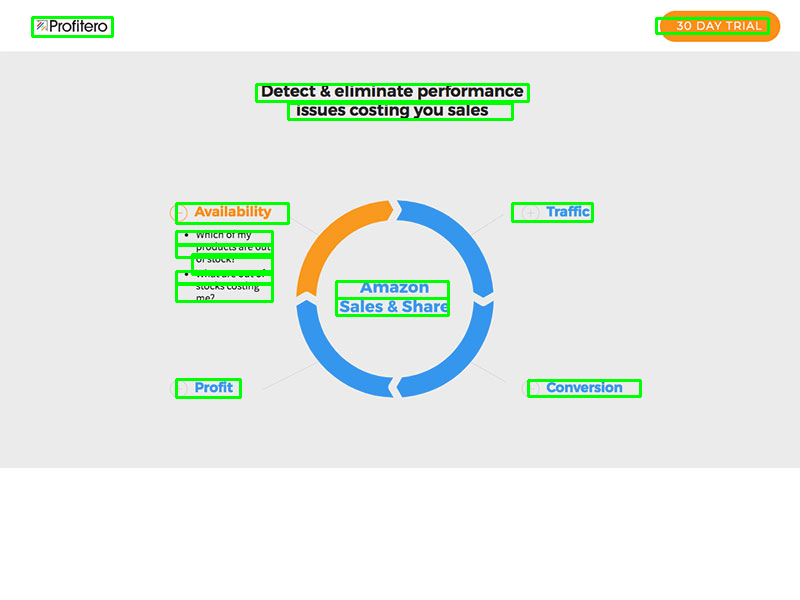 Profitero
30 DAY TRIAL
Detect & eliminate performance
issues costing you sales
Availability
Which of my
products are out
of stock?
What are out of
stocks costing
me?
Traffic
Amazon
Sales & Share
Profit
Conversion